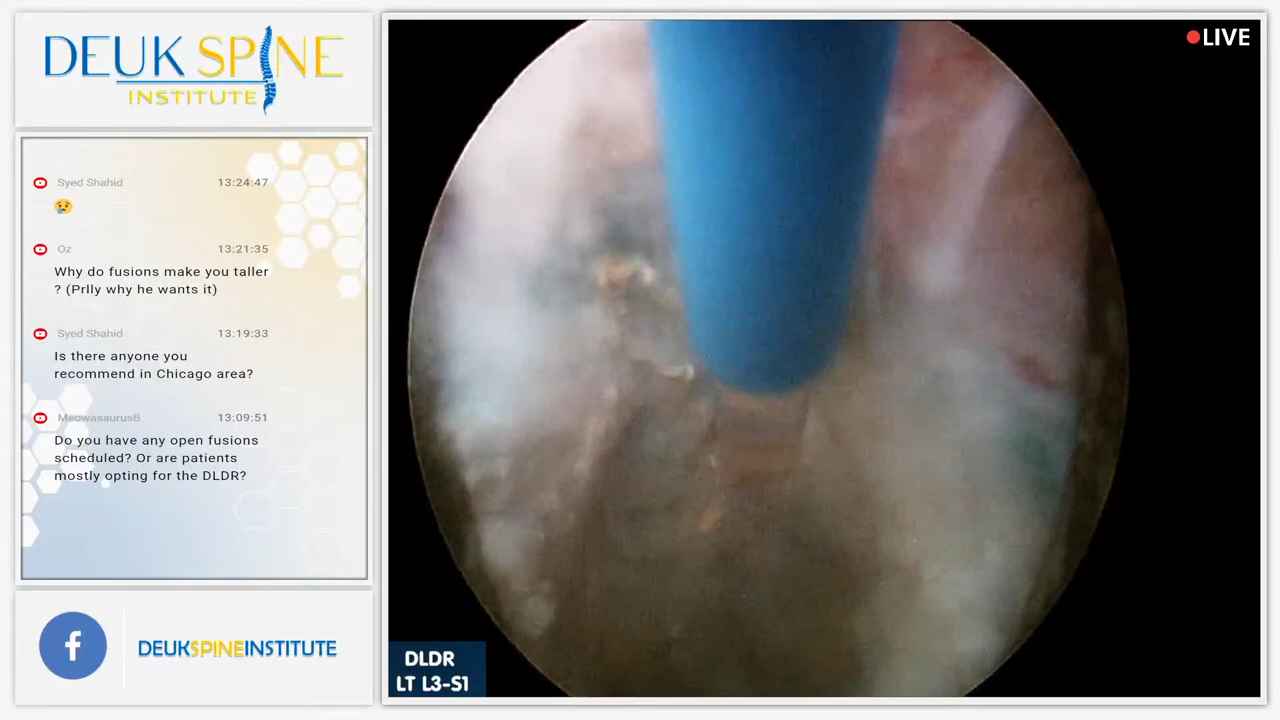 DEUK SPINE
INSTITUTE
Syed Shahid 13:24:47
😢
Oz 13:21:35
Why do fusions make you taller
? (Prlly why he wants it)
Syed Shahid 13:19:33
Is there anyone you
recommend in Chicago area?
MeowasaurusB 13:09:51
Do you have any open fusions
scheduled? Or are patients
mostly opting for the DLDR?
f
DEUKSPINEINSTITUTE
LIVE
DLDR
LT L3-S1